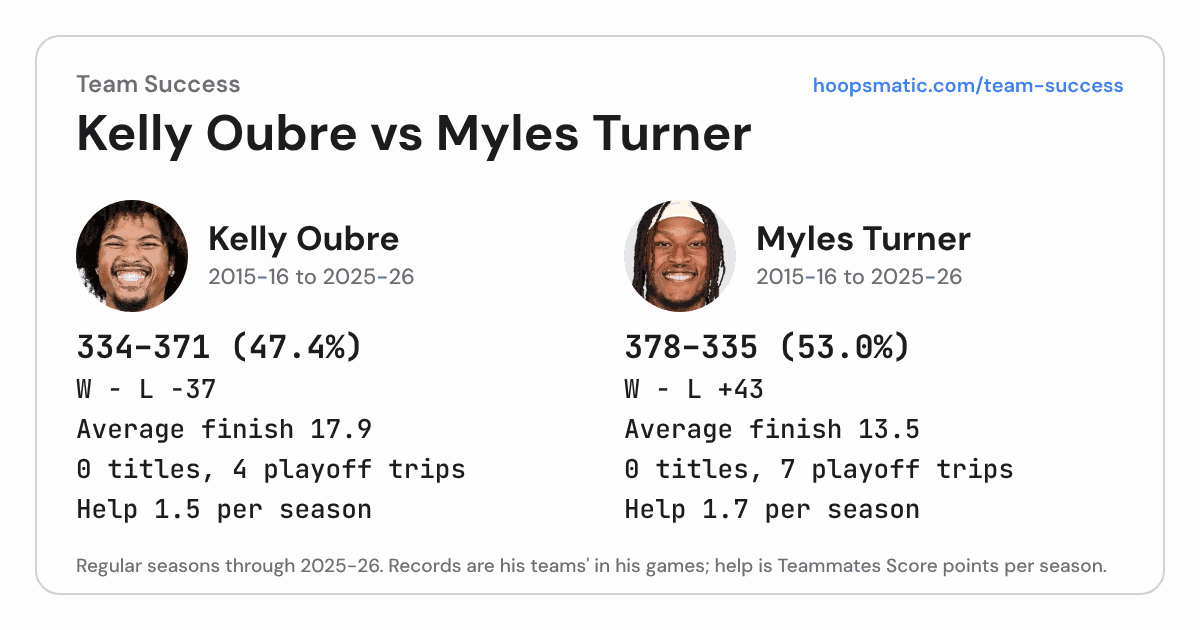 Team Success
hoopsmatic.com/team-success
Kelly Oubre vs Myles Turner
Kelly Oubre
2015-16 to 2025-26
334-371 (47.4%)
W - L -37
Average finish 17.9
0 titles, 4 playoff trips
Help 1.5 per season
Myles Turner
2015-16 to 2025-26
378-335 (53.0%)
W - L +43
Average finish 13.5
0 titles, 7 playoff trips
Help 1.7 per season
Regular seasons through 2025-26. Records are his teams' in his games; help is Teammates Score points per season.